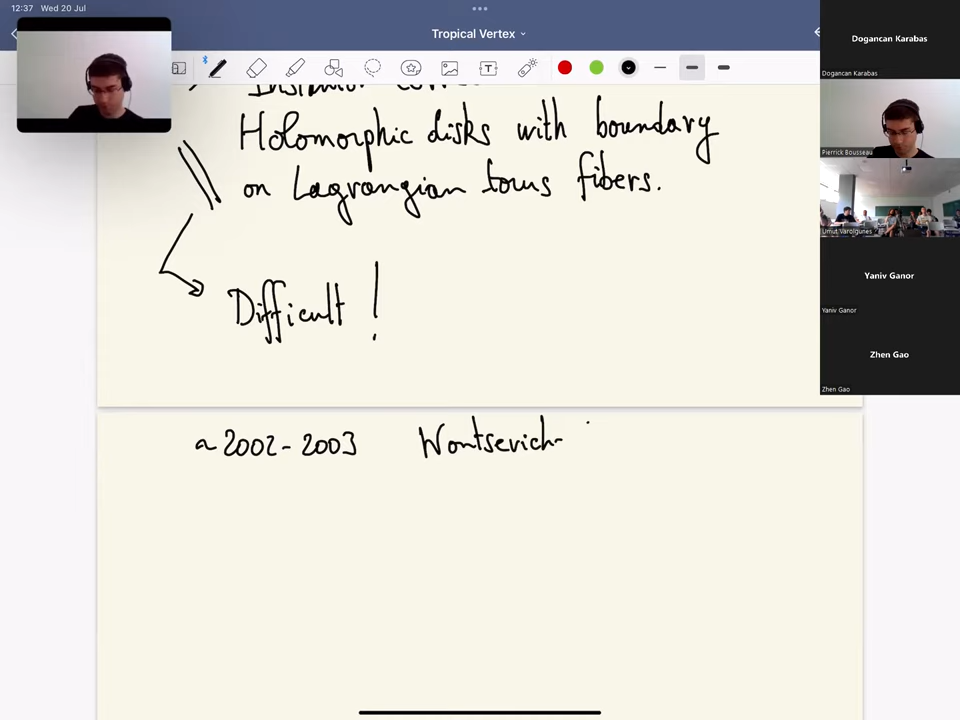 12:37 Wed 20 Jul
Tropical Vertex
Dogancan Karabas
Dogancan Karabas
Pierrick Bousseau
Umut Varolgunes
Yaniv Ganor
Yaniv Ganor
Zhen Gao
Zhen Gao
Holomorphic disks with boundary
on Lagrangian torus fibers.
Difficult !
~ 2002 - 2003 Kontsevich-